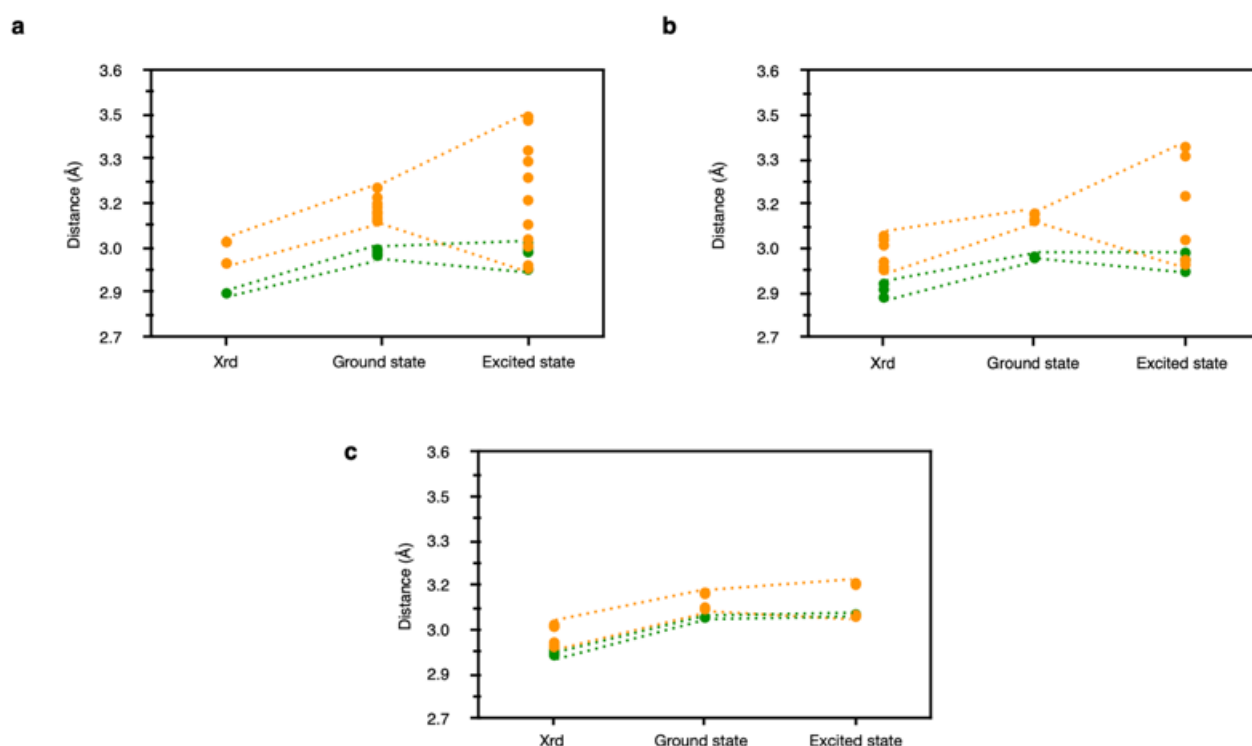 a
3.6
3.5
3.3
3.2
3.0
2.9
2.7
Distance (Å)
Xrd
Ground state
Excited state
b
3.6
3.5
3.3
3.2
3.0
2.9
2.7
Distance (Å)
Xrd
Ground state
Excited state
c
3.6
3.5
3.3
3.2
3.0
2.9
2.7
Distance (Å)
Xrd
Ground state
Excited state